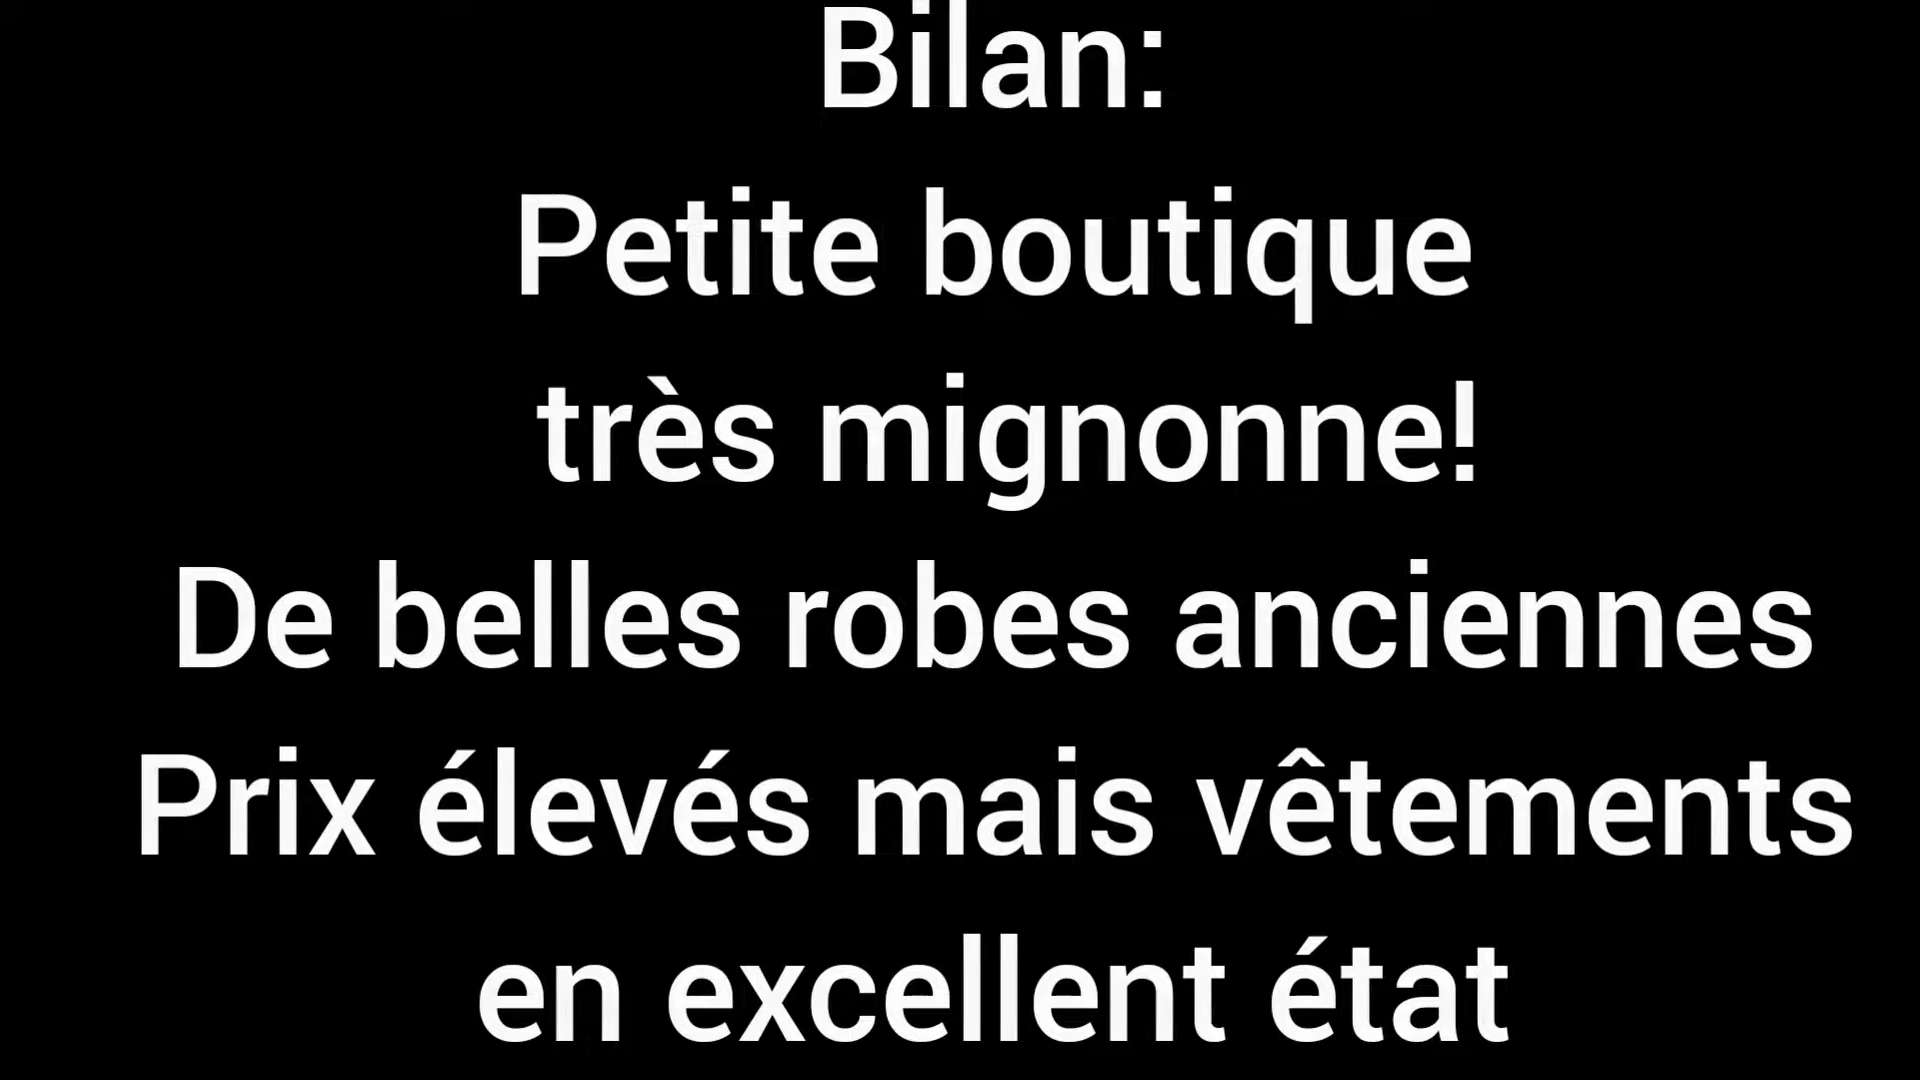 Bilan:
Petite boutique
très mignonne!
De belles robes anciennes
Prix élevés mais vêtements
en excellent état